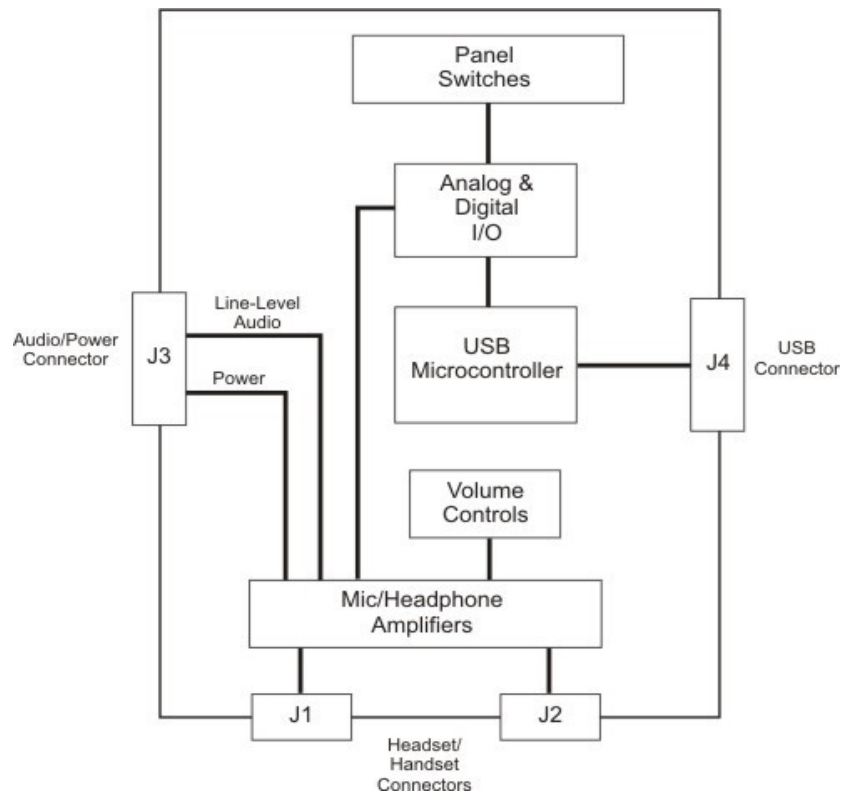 Panel
Switches
Analog &
Digital
I/O
Line-Level
Audio
Audio/Power
Connector
J3
Power
USB
Microcontroller
J4
USB
Connector
Volume
Controls
Mic/Headphone
Amplifiers
J1
J2
Headset/
Handset
Connectors